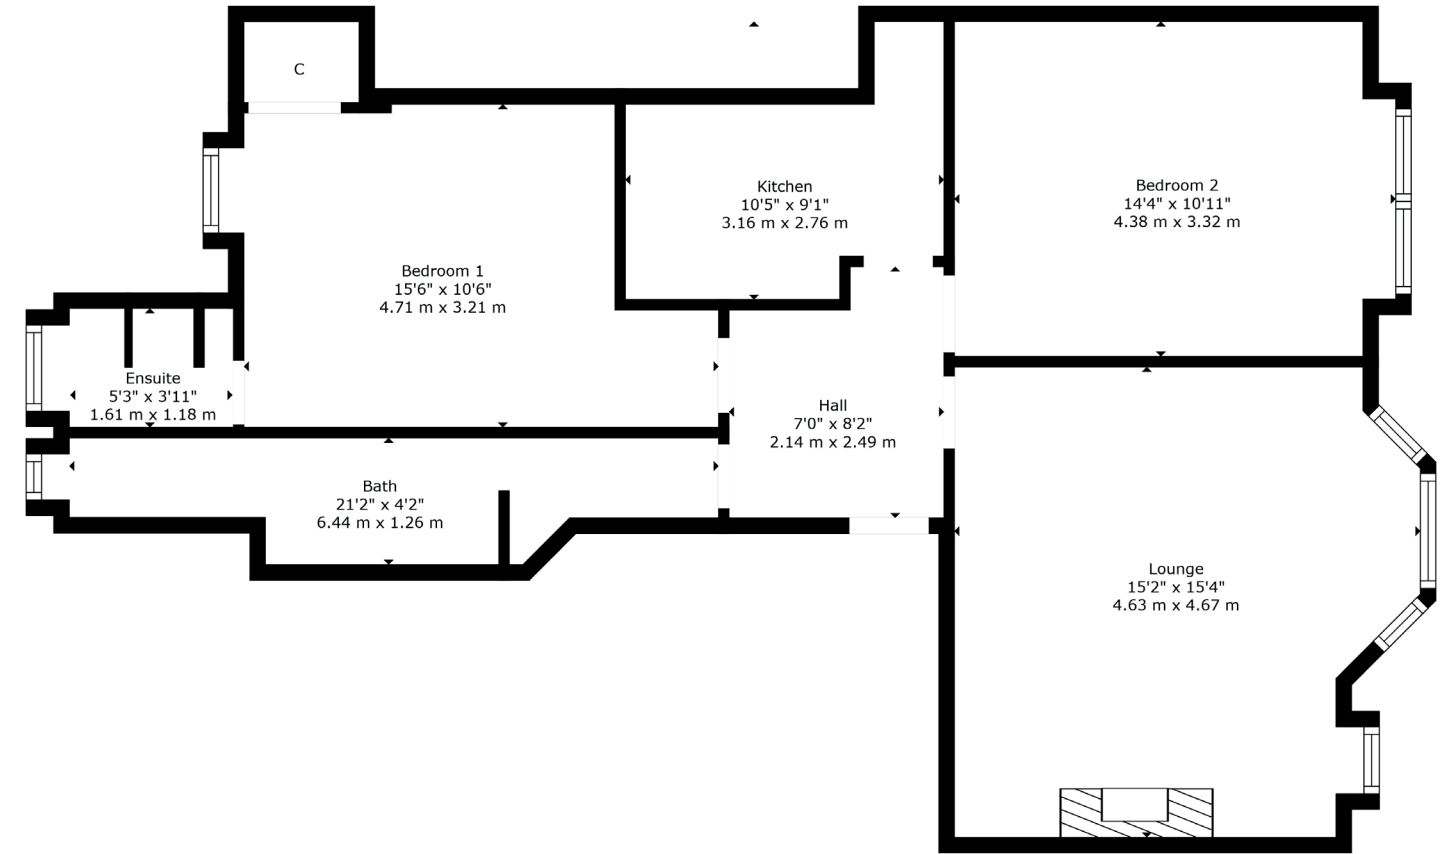 C
Kitchen
10'5" x 9'1"
3.16 m x 2.76 m
Bedroom 2
14'4" x 10'11"
4.38 m x 3.32 m
Bedroom 1
15'6" x 10'6"
4.71 m x 3.21 m
Ensuite
5'3" x 3'11"
1.61 m x 1.18 m
Hall
7'0" x 8'2"
2.14 m x 2.49 m
Bath
21'2" x 4'2"
6.44 m x 1.26 m
Lounge
15'2" x 15'4"
4.63 m x 4.67 m